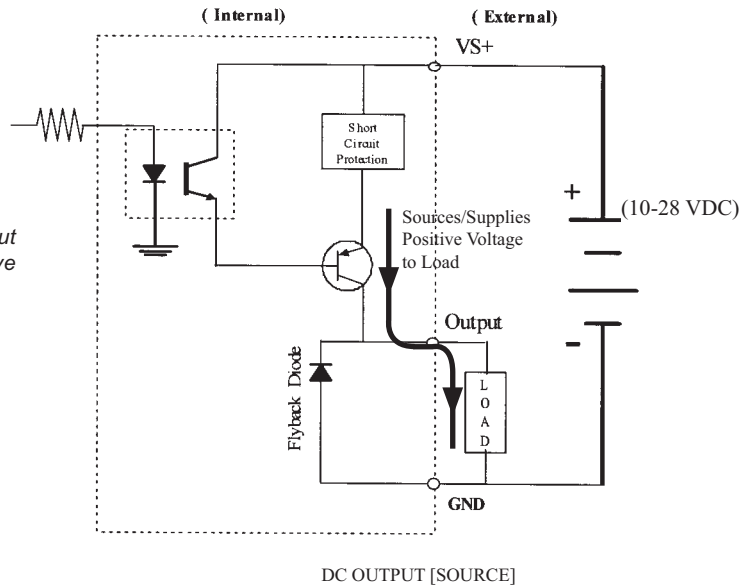 ( Internal)
( External)
VS+
Short
Circuit
Protection
+
(10-28 VDC)
Sources/Supplies
Positive Voltage
to Load
Output
-
Flyback Diode
L
O
A
D
GND
DC OUTPUT [SOURCE]